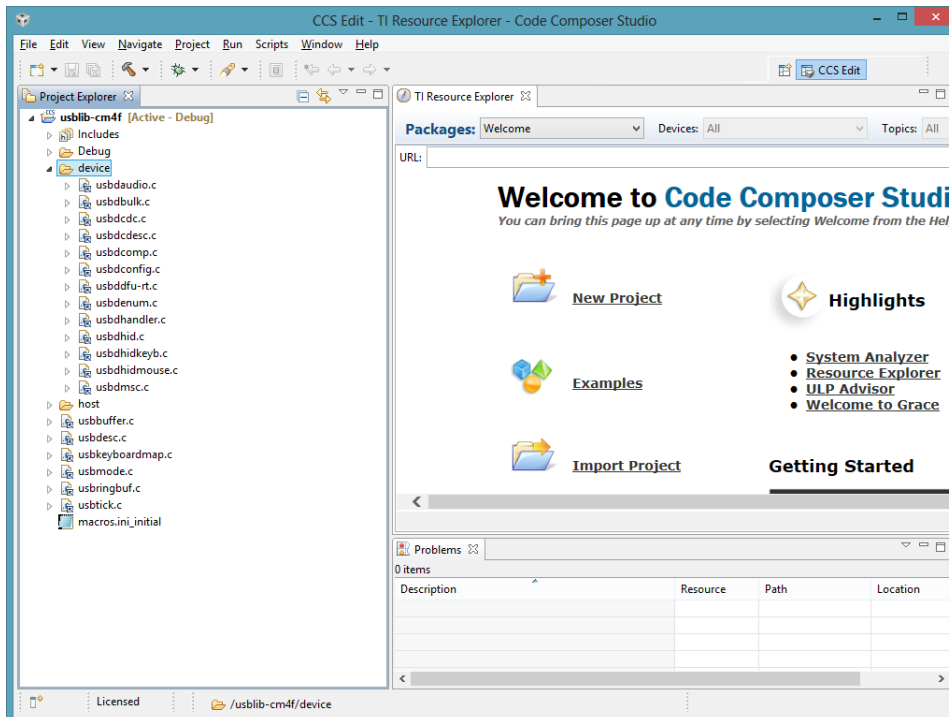 CCS Edit - TI Resource Explorer - Code Composer Studio
File Edit View Navigate Project Run Scripts Window Help
CCS Edit
Project Explorer
TI Resource Explorer
usblib-cm4f [Active - Debug]
Includes
Debug
device
usbdaudio.c
usbdbulk.c
usbdcdc.c
usbdcdesc.c
usbdcomp.c
usbdconfig.c
usbddfu-rt.c
usbdenum.c
usbdhandler.c
usbdhid.c
usbdhidkeyb.c
usbdhidmouse.c
usbdmsc.c
host
usbbuffer.c
usbdesc.c
usbkeyboardmap.c
usbmode.c
usbringbuf.c
usbtick.c
macros.ini_initial
Packages: Welcome Devices: All Topics: All
URL:
Welcome to Code Composer Studi
You can bring this page up at any time by selecting Welcome from the Hel
New Project
Examples
Import Project
Highlights
System Analyzer
Resource Explorer
ULP Advisor
Welcome to Grace
Getting Started
Problems
0 items
Description Resource Path Location
Licensed /usblib-cm4f/device